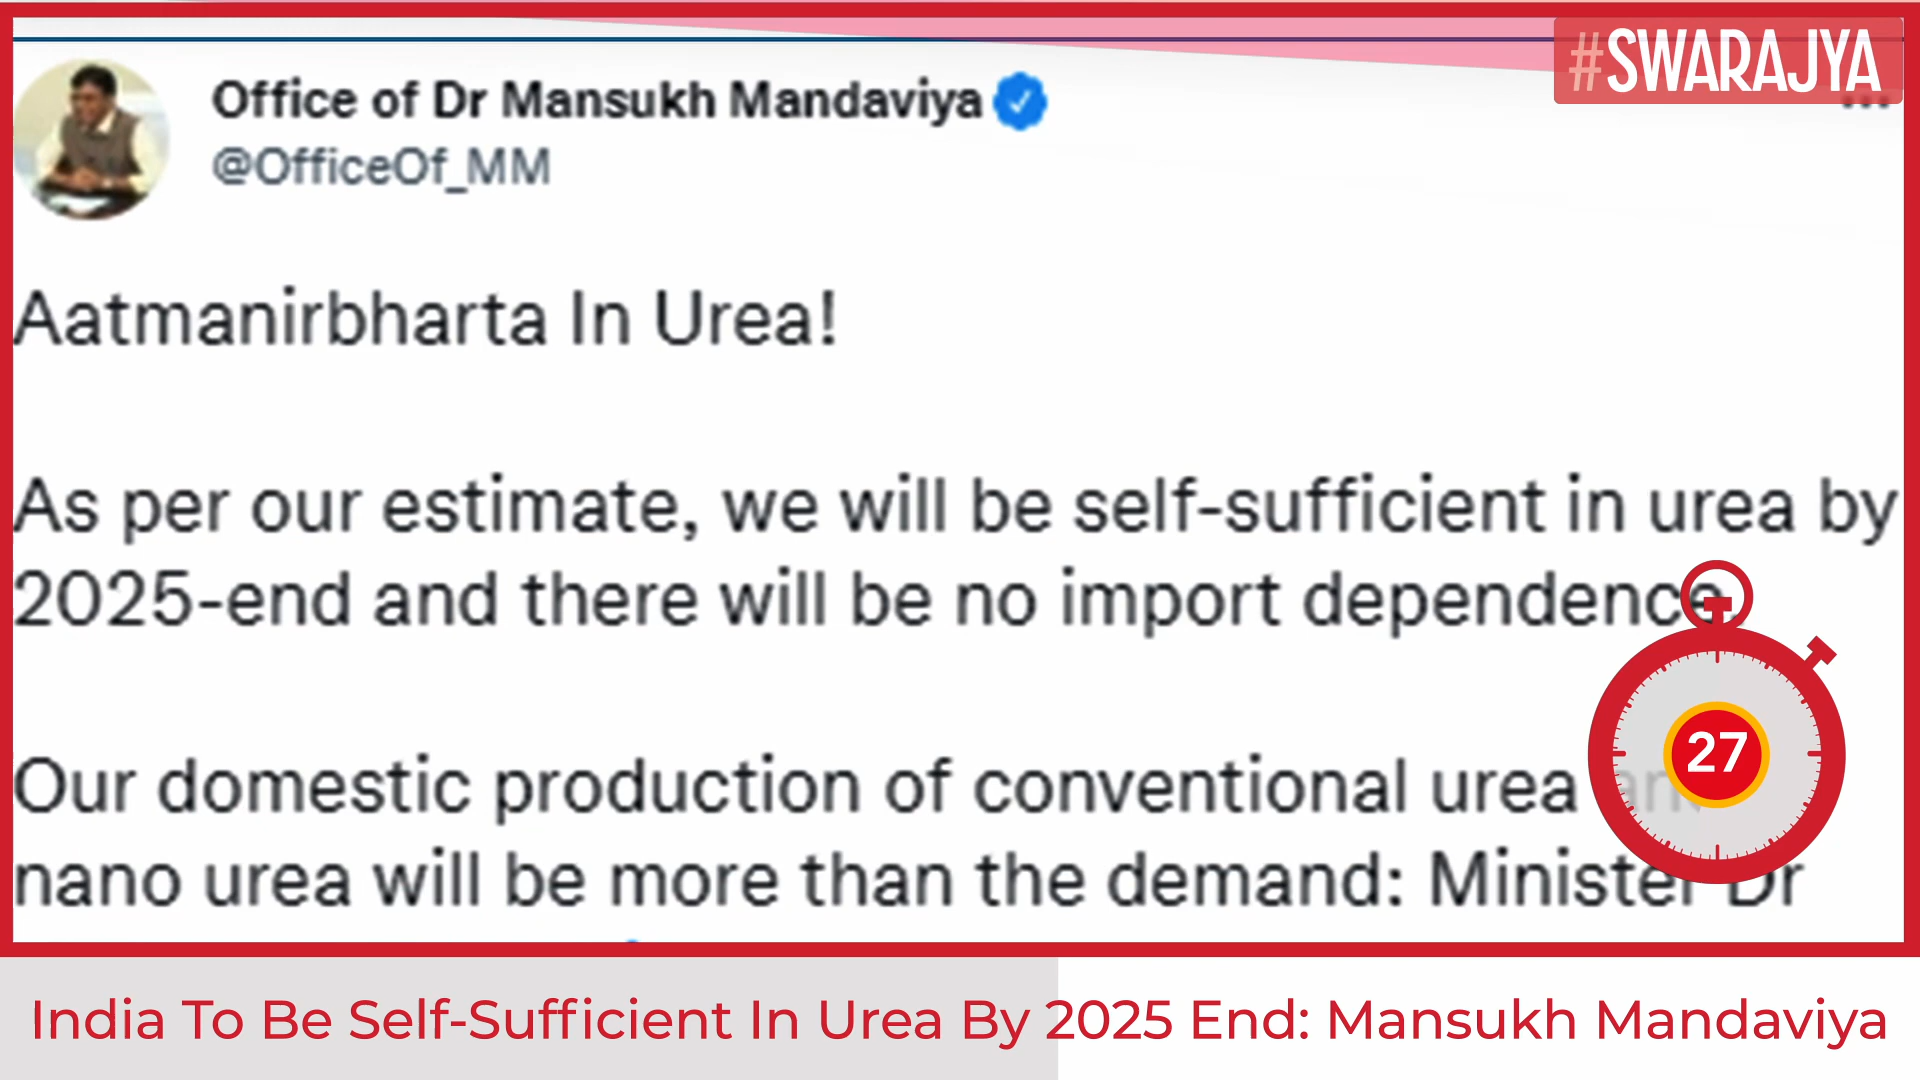 #SWARAJYA
Office of Dr Mansukh Mandaviya
@OfficeOf_MM
Aatmanirbharta In Urea!
As per our estimate, we will be self-sufficient in urea by
2025-end and there will be no import dependence.
Our domestic production of conventional urea
27
nano urea will be more than the demand: Minister Dr
India To Be Self-Sufficient In Urea By 2025 End: Mansukh Mandaviya